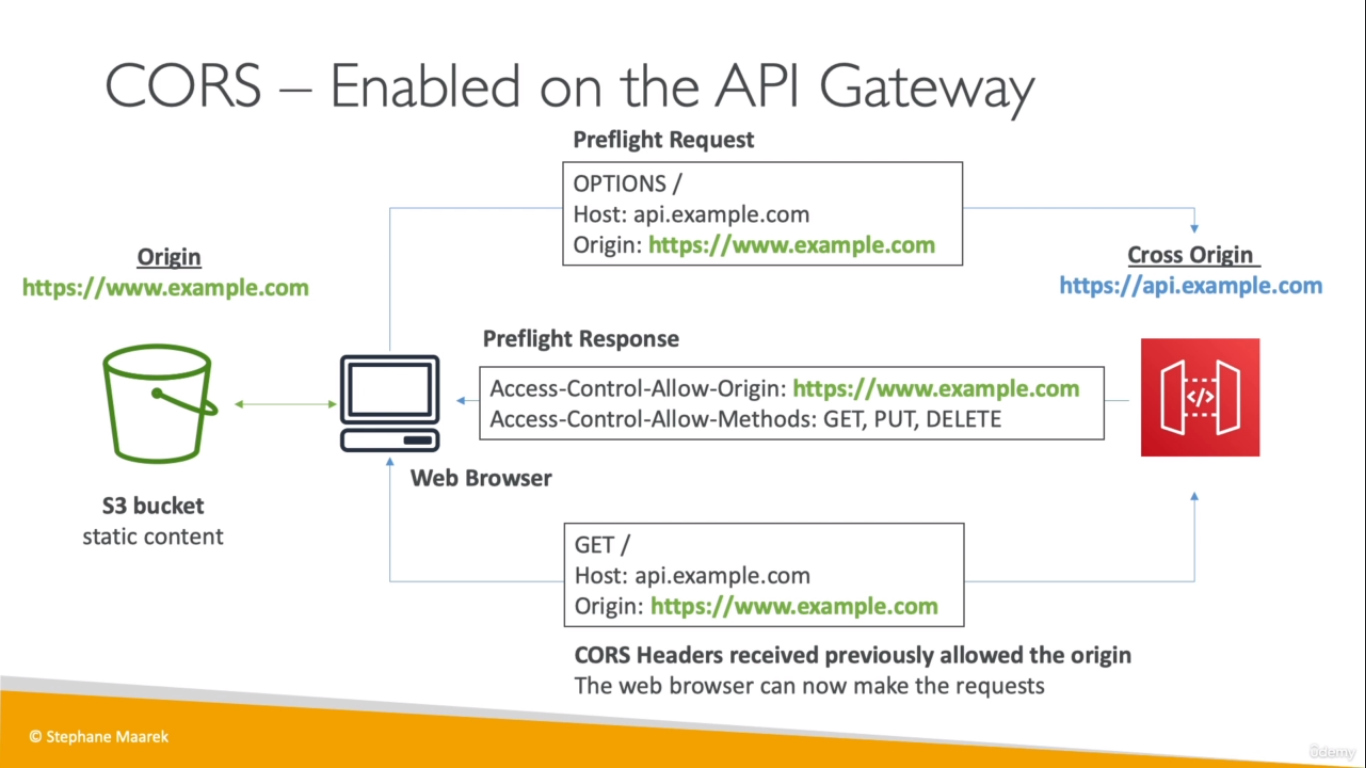 CORS – Enabled on the API Gateway
Preflight Request
OPTIONS /
Host: api.example.com
Origin: https://www.example.com
Origin
https://www.example.com
Cross Origin
https://api.example.com
Preflight Response
Access-Control-Allow-Origin: https://www.example.com
Access-Control-Allow-Methods: GET, PUT, DELETE
</>
Web Browser
S3 bucket
static content
GET /
Host: api.example.com
Origin: https://www.example.com
CORS Headers received previously allowed the origin
The web browser can now make the requests
© Stephane Maarek
ûdemy